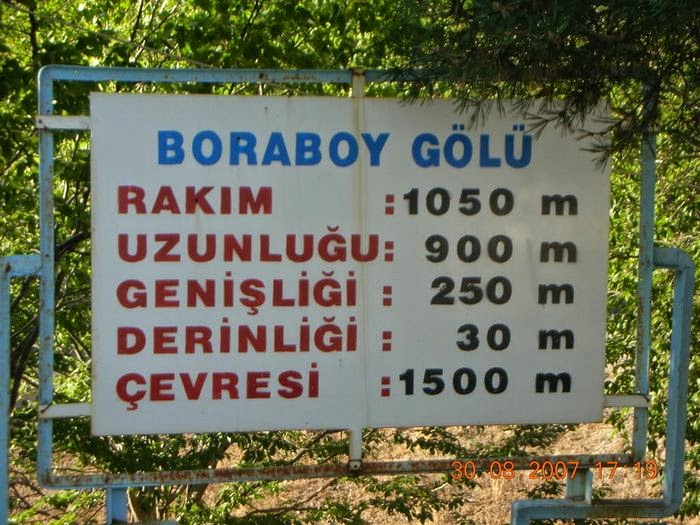 BORABOY GÖLÜ
RAKIM :1050 m
UZUNLUĞU: 900 m
GENİŞLİĞİ : 250 m
DERİNLİĞİ : 30 m
ÇEVRESİ :1500 m
30.08.2007 17:19